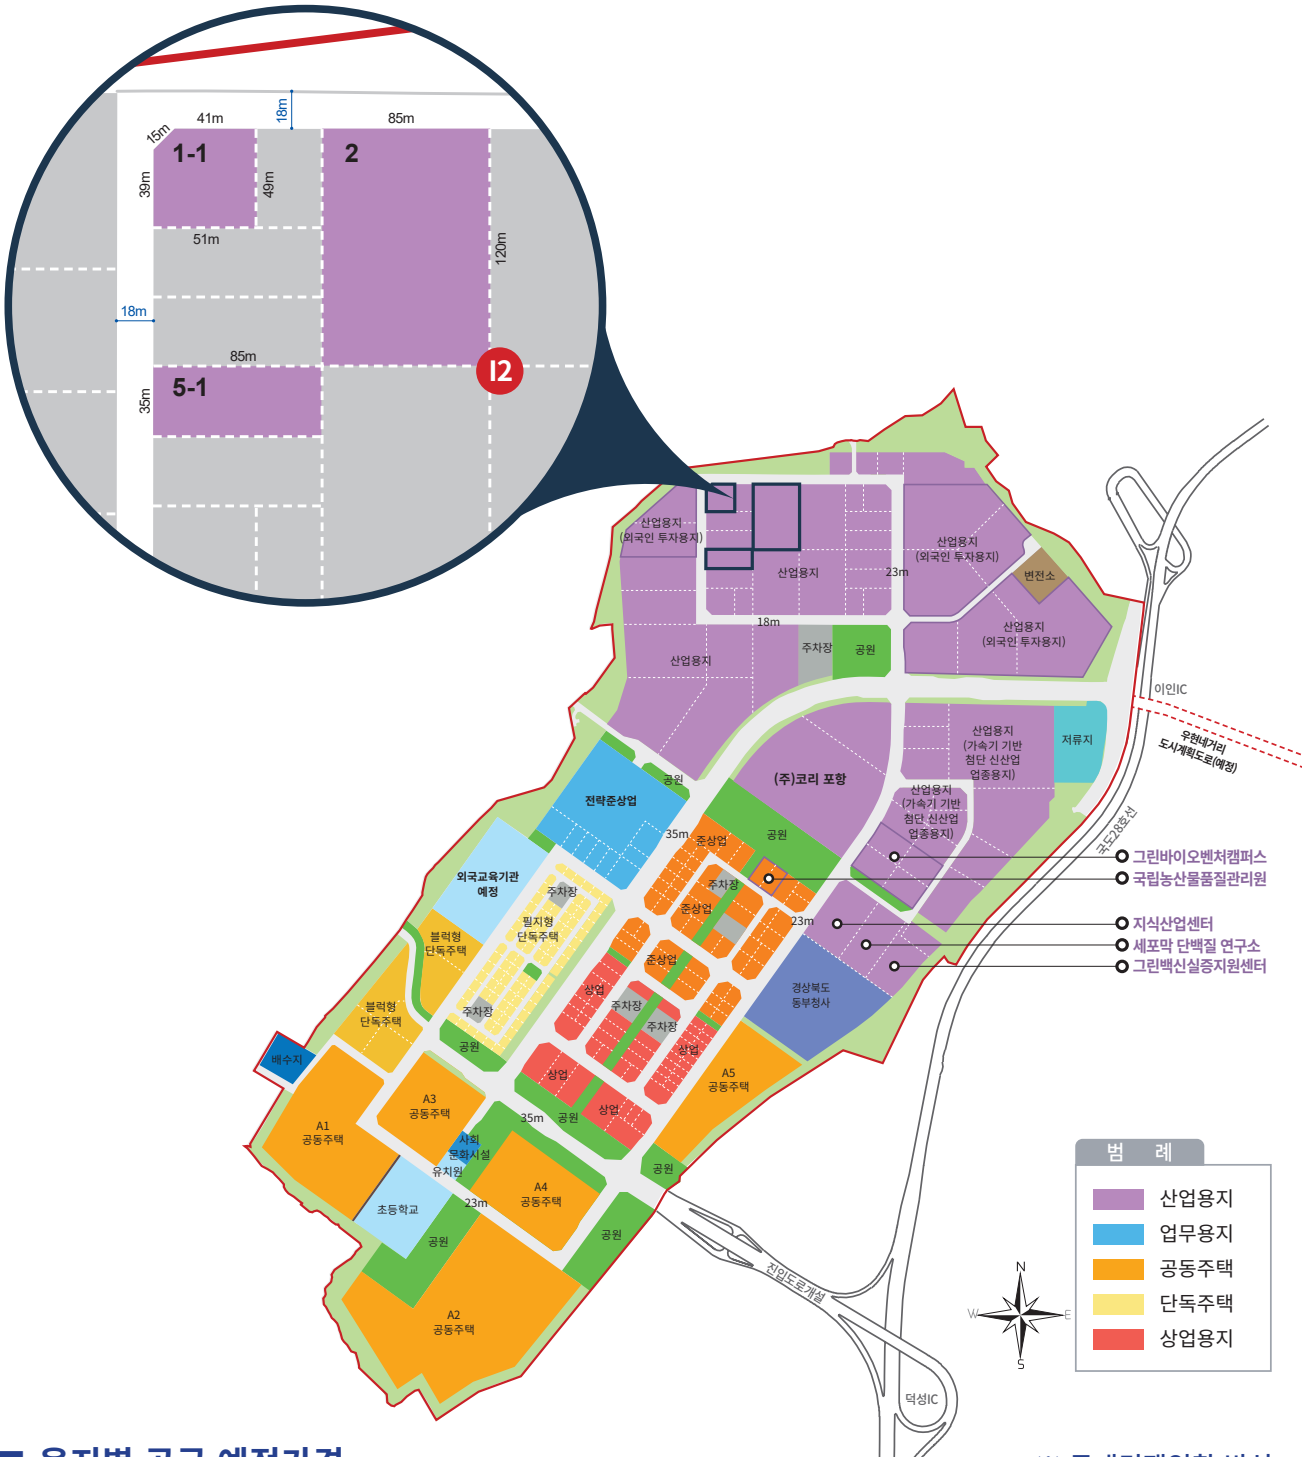 18m
41m
85m
15m
1-1
2
39m
49m
51m
120m
18m
85m
I2
5-1
35m
산업용지
(외국인 투자용지)
산업용지
(외국인 투자용지)
산업용지
23m
변전소
18m
산업용지
(외국인 투자용지)
산업용지
주차장
공원
이인IC
우현네거리
도시계획도로(예정)
저류지
산업용지
(가속기 기반
첨단 신산업
업종용지)
(주)코리 포항
공원
산업용지
(가속기 기반
첨단 신산업
업종용지)
전략준상업
35m
준상업
공원
국도28호선
그린바이오벤처캠퍼스
국립농산물품질관리원
외국교육기관
예정
주차장
주차장
준상업
23m
지식산업센터
세포막 단백질 연구소
그린백신실증지원센터
필지형
단독주택
블럭형
단독주택
준상업
상업
경상북도
동부청사
블럭형
단독주택
주차장
주차장
주차장
공원
상업
배수지
상업
A5
공동주택
A3
공동주택
A1
공동주택
35m
공원
상업
사회
문화시설
유치원
공원
A4
공동주택
23m
초등학교
공원
공원
A2
공동주택
진입도로개설
덕성IC
N
W
E
S
범 례
산업용지
업무용지
공동주택
단독주택
상업용지